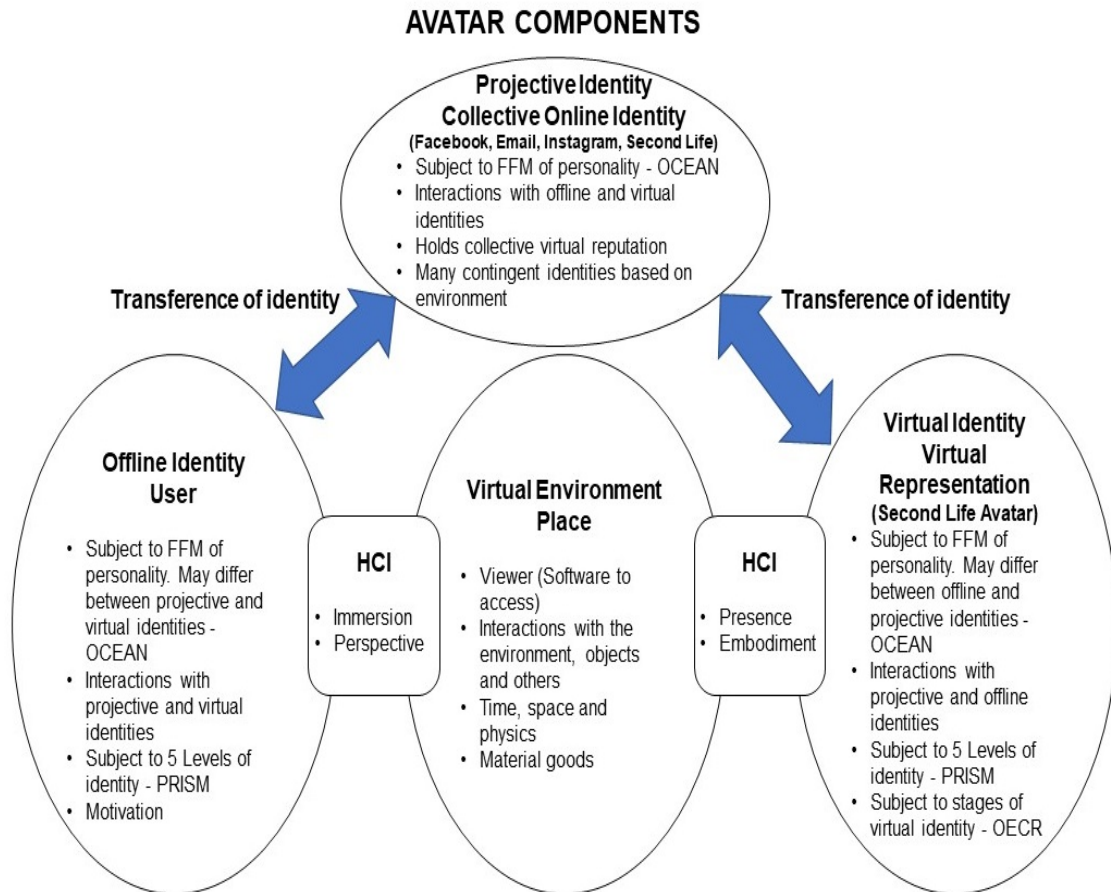 AVATAR COMPONENTS
Projective Identity
Collective Online Identity
(Facebook, Email, Instagram, Second Life)
• Subject to FFM of personality - OCEAN
• Interactions with offline and virtual
identities
• Holds collective virtual reputation
• Many contingent identities based on
environment
Transference of identity
Transference of identity
Offline Identity
User
• Subject to FFM of
personality. May differ
between projective and
virtual identities -
OCEAN
• Interactions with
projective and virtual
identities
• Subject to 5 Levels of
identity - PRISM
• Motivation
HCI
• Immersion
• Perspective
Virtual Environment
Place
• Viewer (Software to
access)
• Interactions with the
environment, objects
and others
• Time, space and
physics
• Material goods
HCI
• Presence
• Embodiment
Virtual Identity
Virtual
Representation
(Second Life Avatar)
• Subject to FFM of
personality. May differ
between offline and
projective identities -
OCEAN
• Interactions with
projective and offline
identities
• Subject to 5 Levels of
identity - PRISM
• Subject to stages of
virtual identity - OECR